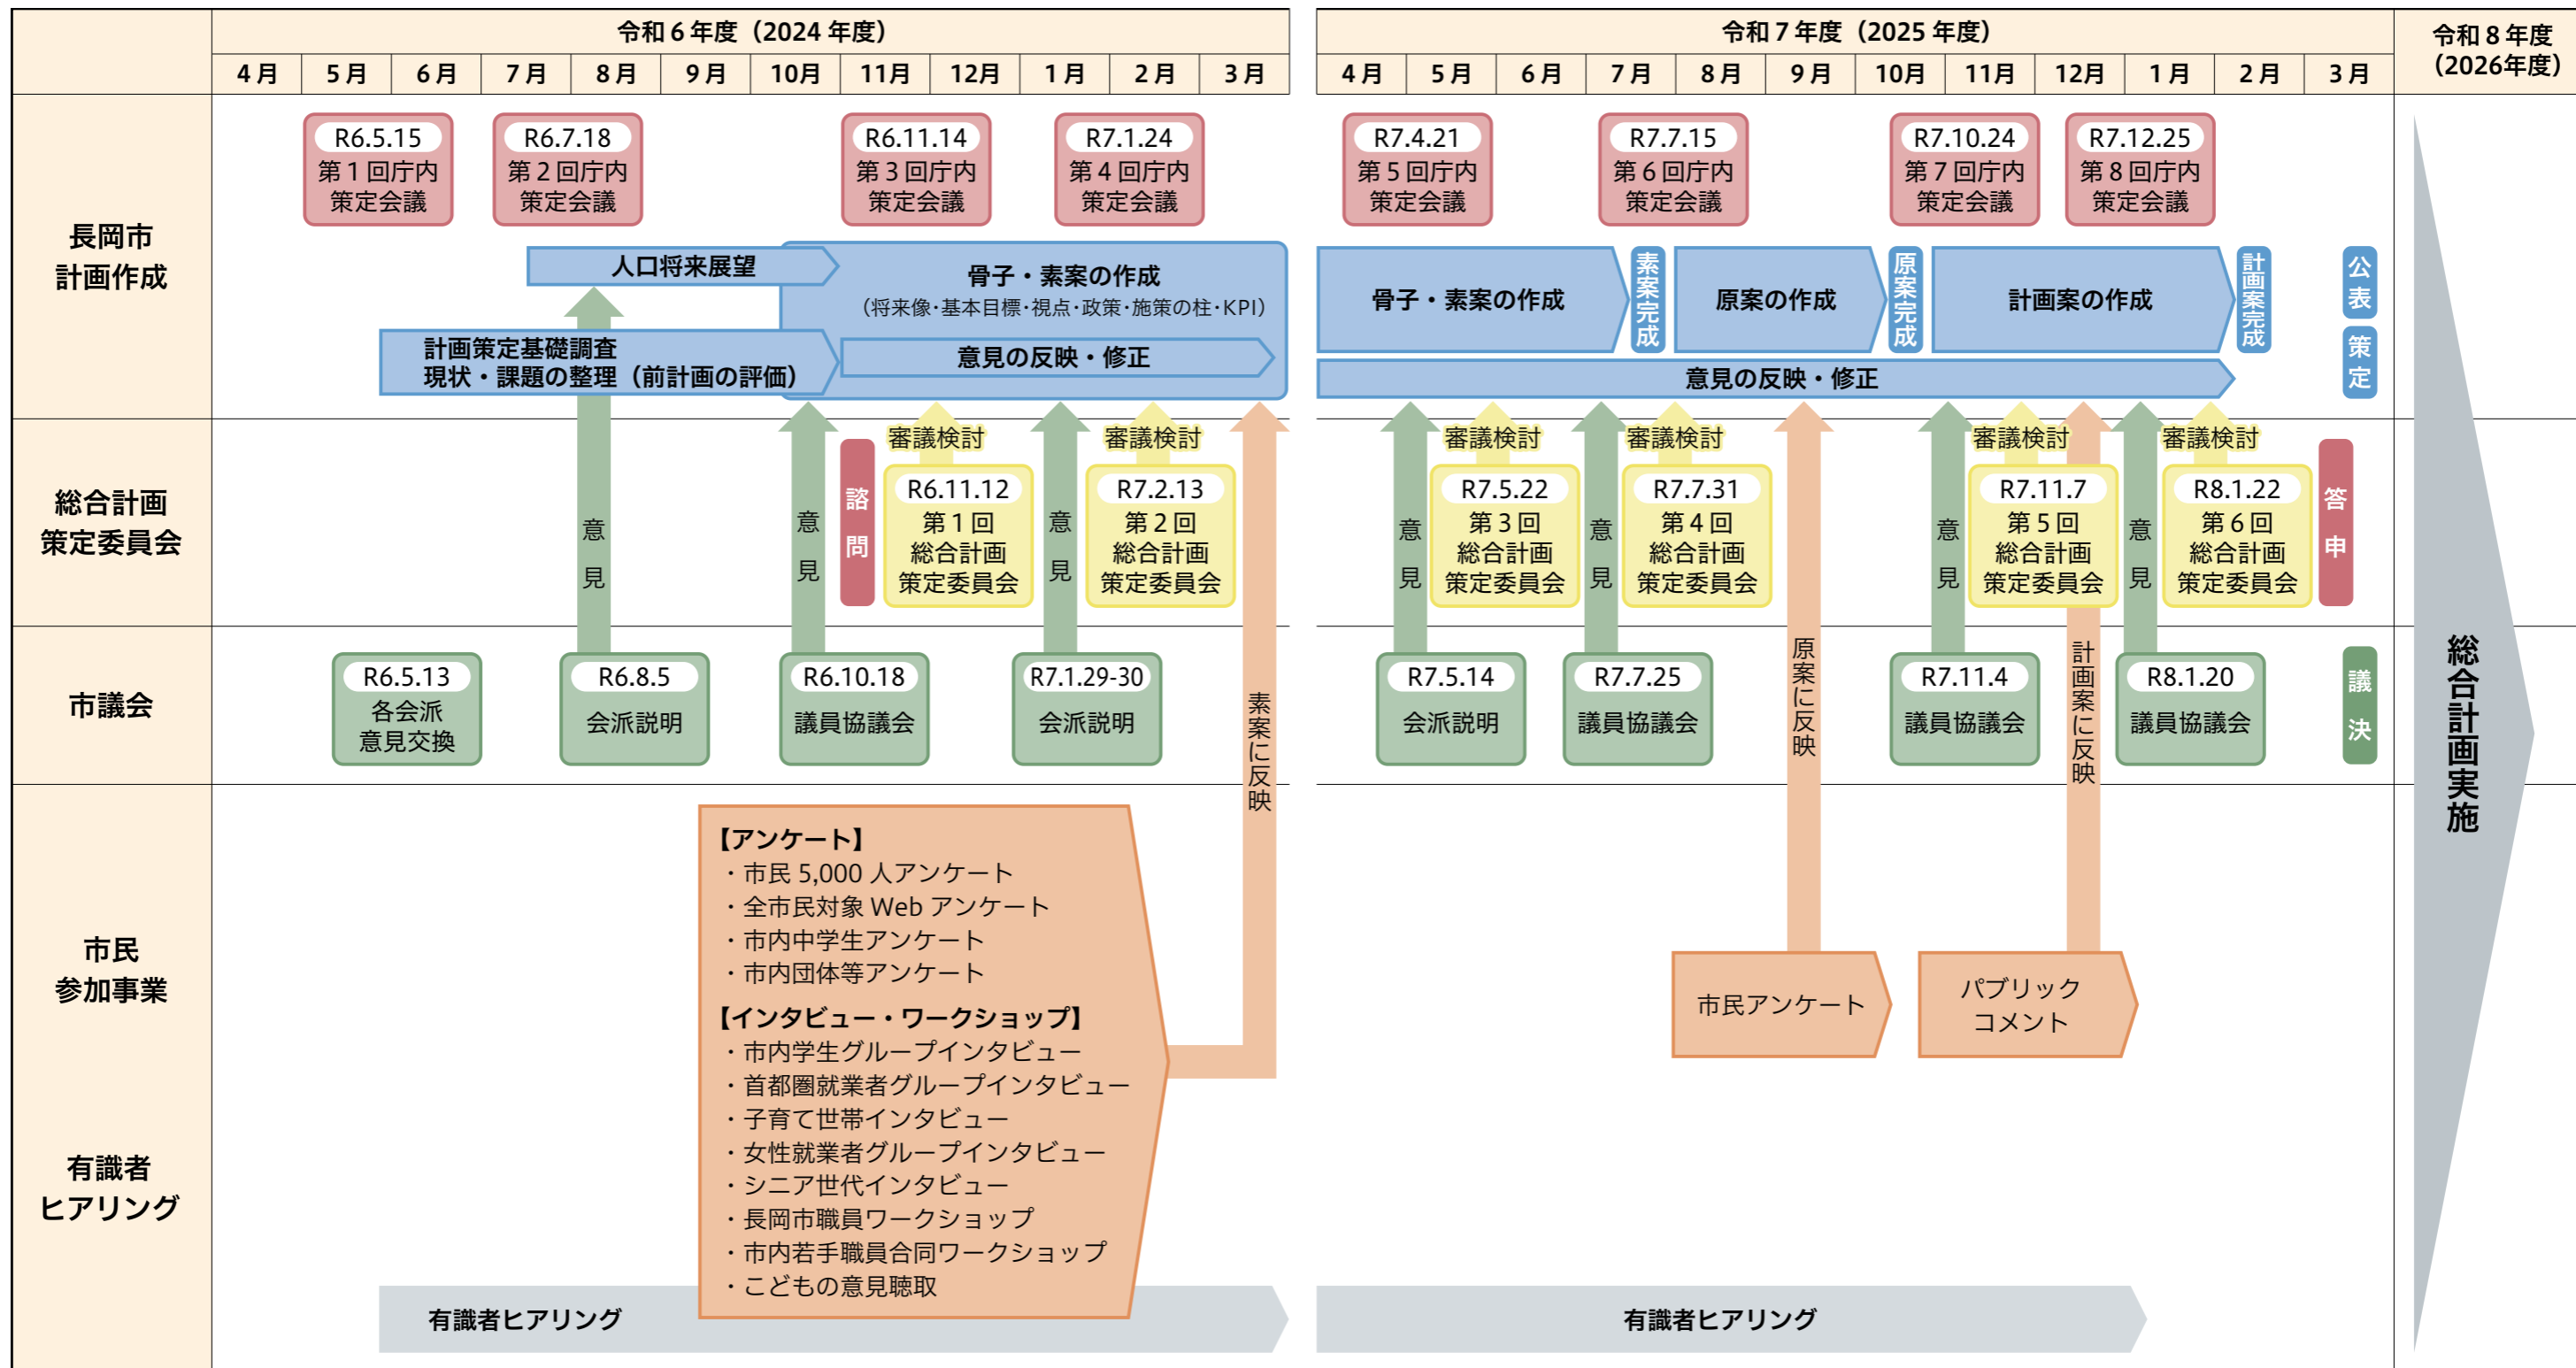 令和６年度（2024 年度）
令和７年度（2025 年度）
令和８年度
（2026年度）
4月 5月 6月 7月 8月 9月 10月 11月 12月 1月 2月 3月
4月 5月 6月 7月 8月 9月 10月 11月 12月 1月 2月 3月
長岡市
計画作成
R6.5.15
第１回庁内
策定会議
R6.7.18
第２回庁内
策定会議
R6.11.14
第３回庁内
策定会議
R7.1.24
第４回庁内
策定会議
R7.4.21
第５回庁内
策定会議
R7.7.15
第６回庁内
策定会議
R7.10.24
第７回庁内
策定会議
R7.12.25
第８回庁内
策定会議
人口将来展望
骨子・素案の作成
（将来像・基本目標・視点・政策・施策の柱・KPI）
計画策定基礎調査
現状・課題の整理（前計画の評価）
意見の反映・修正
骨子・素案の作成
素案完成
原案の作成
原案完成
計画案の作成
計画案完成
公表
策定
意見の反映・修正
総合計画
策定委員会
意見
意見
諮問
審議検討
R6.11.12
第１回
総合計画
策定委員会
意見
審議検討
R7.2.13
第２回
総合計画
策定委員会
意見
審議検討
R7.5.22
第３回
総合計画
策定委員会
意見
審議検討
R7.7.31
第４回
総合計画
策定委員会
意見
審議検討
R7.11.7
第５回
総合計画
策定委員会
意見
審議検討
R8.1.22
第６回
総合計画
策定委員会
答申
市議会
R6.5.13
各会派
意見交換
R6.8.5
会派説明
R6.10.18
議員協議会
R7.1.29-30
会派説明
素案に反映
R7.5.14
会派説明
R7.7.25
議員協議会
原案に反映
R7.11.4
議員協議会
計画案に反映
R8.1.20
議員協議会
議決
総合計画実施
市民
参加事業
【アンケート】
・市民 5,000 人アンケート
・全市民対象 Web アンケート
・市内中学生アンケート
・市内団体等アンケート
【インタビュー・ワークショップ】
・市内学生グループインタビュー
・首都圏就業者グループインタビュー
・子育て世帯インタビュー
・女性就業者グループインタビュー
・シニア世代インタビュー
・長岡市職員ワークショップ
・市内若手職員合同ワークショップ
・こどもの意見聴取
市民アンケート
パブリック
コメント
有識者
ヒアリング
有識者ヒアリング
有識者ヒアリング